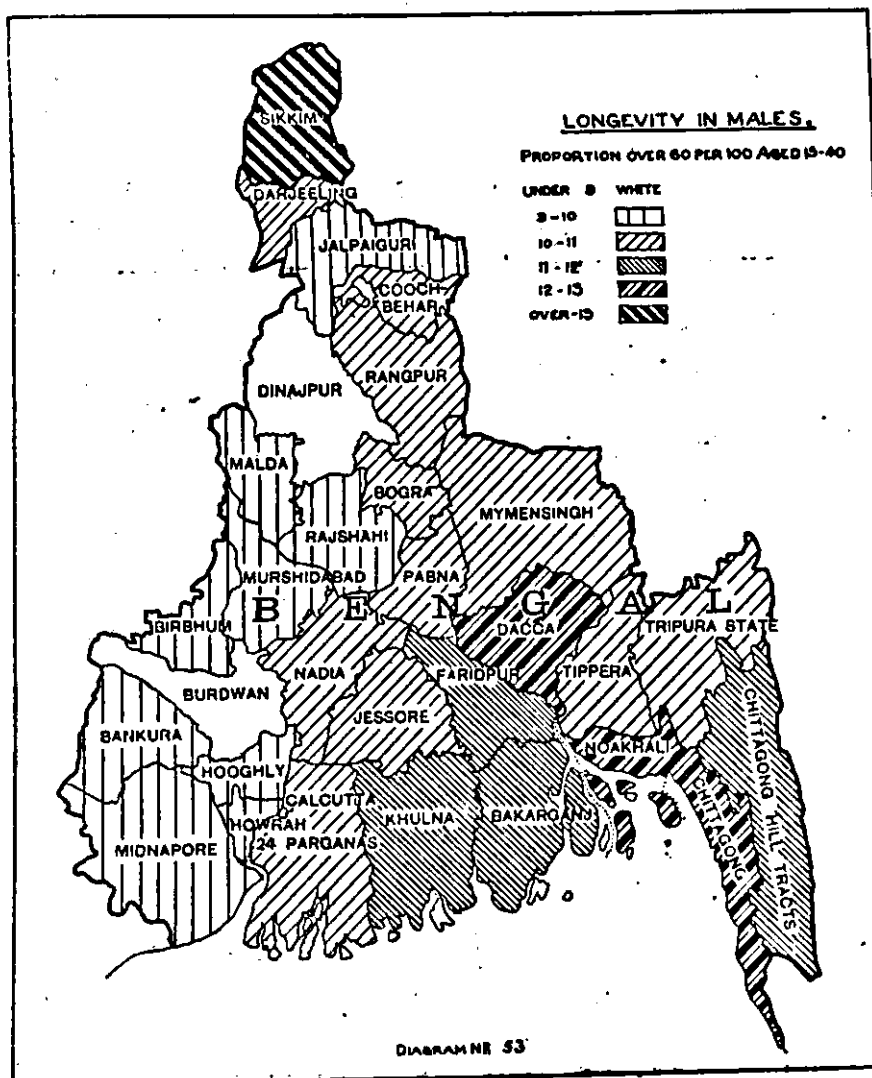 LONGEVITY IN MALES.
PROPORTION OVER 60 PER 100 AGED 15-40
UNDER 8 WHITE
9-10
10-11
11-12
12-13
OVER-13
SIKKIM
DARJEELING
JALPAIGURI
COOCH
BEHAR
DINAJPUR
RANGPUR
MALDA
BOGRA
MYMENSINGH
RAJSHAHI
MURSHIDABAD
PABNA
BENGAL
BIRBHUM
DACCA
TRIPURA STATE
BURDWAN
NADIA
FARIDPUR
TIPPERA
BANKURA
JESSORE
NOAKHALI
HOOGHLY
CALCUTTA
HOWRAH
24 PARGANAS
KHULNA
BAKARGANJ
MIDNAPORE
CHITTAGONG
CHITTAGONG HILL TRACTS
DIAGRAM NR 53